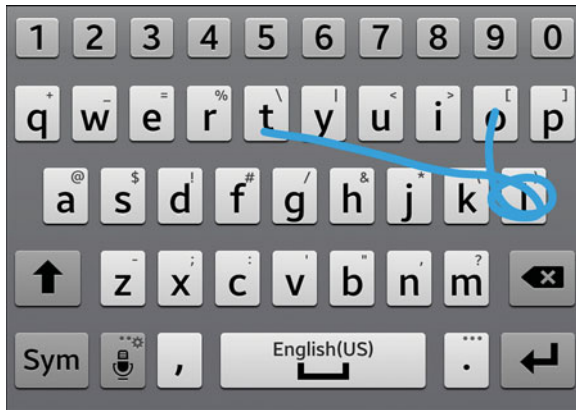 1 2 3 4 5 6 7 8 9 0
+ _ = % \ | < > [ ]
q w e r t y u i o p
@ $ ! # / & * ( )
a s d f g h j k l
- ; : ' " , ?
z x c v b n m
Sym , English(US) .